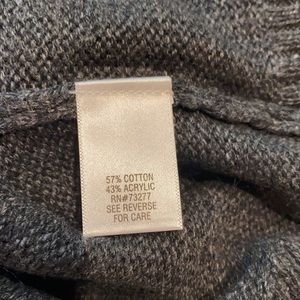 57% COTTON
43% ACRYLIC
RN#73277
SEE REVERSE
FOR CARE